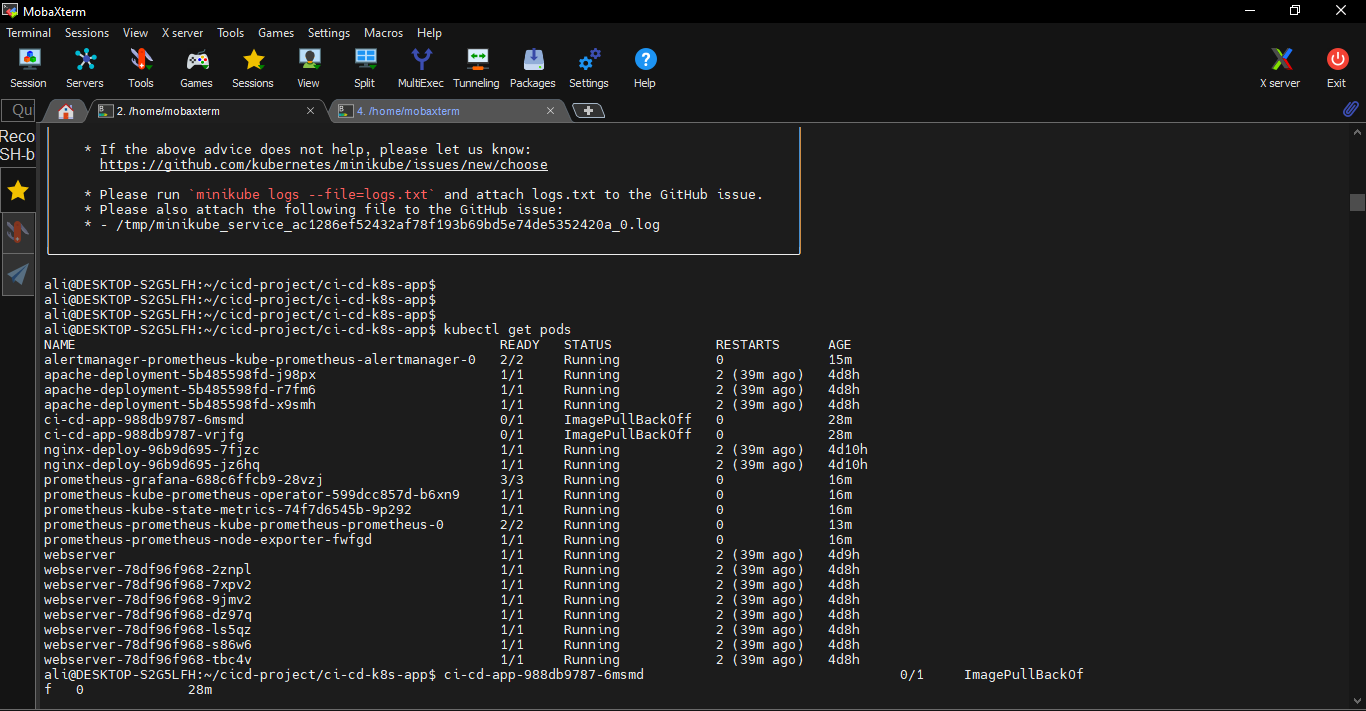 MobaXterm
Terminal Sessions View X server Tools Games Settings Macros Help
Session Servers Tools Games Sessions View Split MultiExec Tunneling Packages Settings Help X server Exit
Qu
2. /home/mobaxterm
4. /home/mobaxterm
Reco
SH-b
* If the above advice does not help, please let us know:
https://github.com/kubernetes/minikube/issues/new/choose
* Please run `minikube logs --file=logs.txt` and attach logs.txt to the GitHub issue.
* Please also attach the following file to the GitHub issue:
* - /tmp/minikube_service_ac1286ef52432af78f193b69bd5e74de5352420a_0.log
ali@DESKTOP-S2G5LFH:~/cicd-project/ci-cd-k8s-app$
ali@DESKTOP-S2G5LFH:~/cicd-project/ci-cd-k8s-app$
ali@DESKTOP-S2G5LFH:~/cicd-project/ci-cd-k8s-app$
ali@DESKTOP-S2G5LFH:~/cicd-project/ci-cd-k8s-app$ kubectl get pods
NAME READY STATUS RESTARTS AGE
alertmanager-prometheus-kube-prometheus-alertmanager-0 2/2 Running 0 15m
apache-deployment-5b485598fd-j98px 1/1 Running 2 (39m ago) 4d8h
apache-deployment-5b485598fd-r7fm6 1/1 Running 2 (39m ago) 4d8h
apache-deployment-5b485598fd-x9smh 1/1 Running 2 (39m ago) 4d8h
ci-cd-app-988db9787-6msmd 0/1 ImagePullBackOff 0 28m
ci-cd-app-988db9787-vrjfg 0/1 ImagePullBackOff 0 28m
nginx-deploy-96b9d695-7fjzc 1/1 Running 2 (39m ago) 4d10h
nginx-deploy-96b9d695-jz6hq 1/1 Running 2 (39m ago) 4d10h
prometheus-grafana-688c6ffcb9-28vzj 3/3 Running 0 16m
prometheus-kube-prometheus-operator-599dcc857d-b6xn9 1/1 Running 0 16m
prometheus-kube-state-metrics-74f7d6545b-9p292 1/1 Running 0 16m
prometheus-prometheus-kube-prometheus-prometheus-0 2/2 Running 0 13m
prometheus-prometheus-node-exporter-fwfgd 1/1 Running 0 16m
webserver 1/1 Running 2 (39m ago) 4d9h
webserver-78df96f968-2znpl 1/1 Running 2 (39m ago) 4d8h
webserver-78df96f968-7xpv2 1/1 Running 2 (39m ago) 4d8h
webserver-78df96f968-9jmv2 1/1 Running 2 (39m ago) 4d8h
webserver-78df96f968-dz97q 1/1 Running 2 (39m ago) 4d8h
webserver-78df96f968-ls5qz 1/1 Running 2 (39m ago) 4d8h
webserver-78df96f968-s86w6 1/1 Running 2 (39m ago) 4d8h
webserver-78df96f968-tbc4v 1/1 Running 2 (39m ago) 4d8h
ali@DESKTOP-S2G5LFH:~/cicd-project/ci-cd-k8s-app$ ci-cd-app-988db9787-6msmd 0/1 ImagePullBackOf
f 0 28m